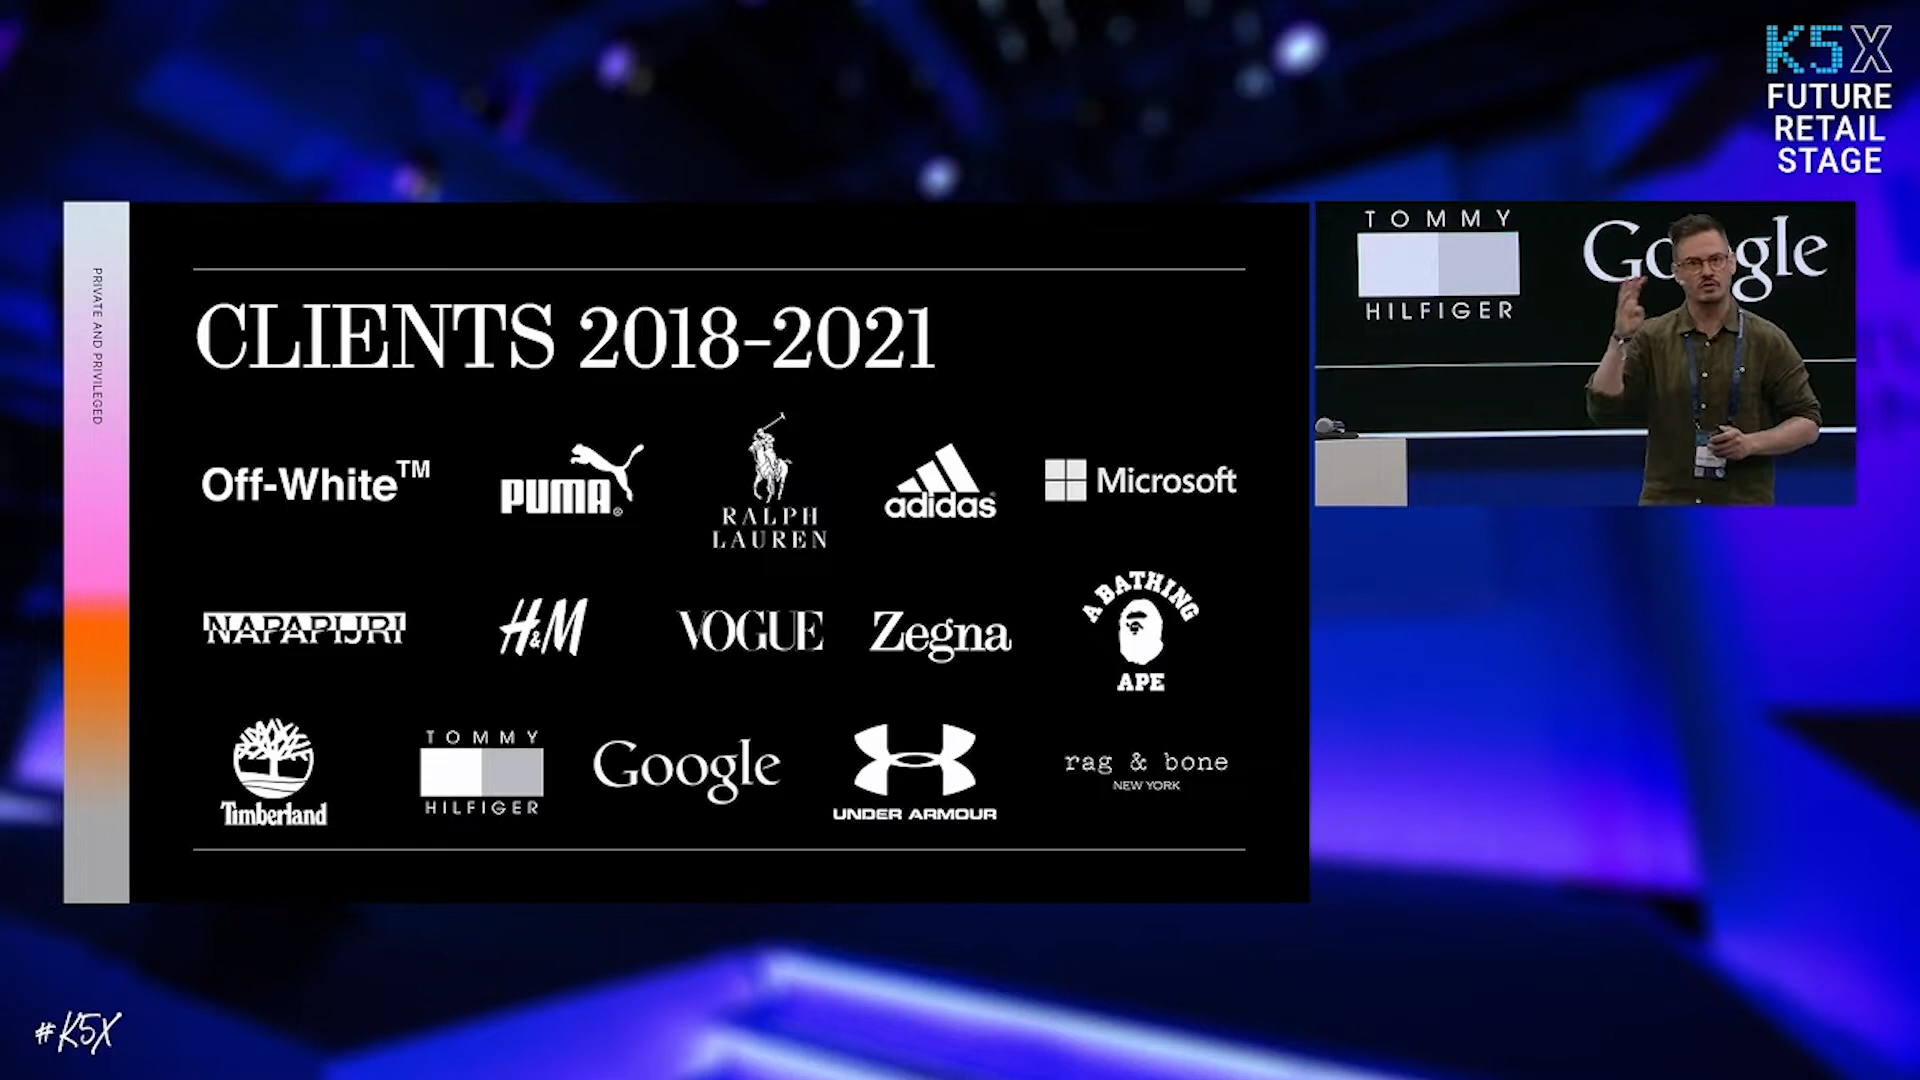 K5X
FUTURE
RETAIL
STAGE
PRIVATE AND PRIVILEGED
CLIENTS 2018-2021
Off-White™
PUMA®
RALPH
LAUREN
adidas
Microsoft
NAPAPIJRI
H&M
VOGUE
Zegna
A BATHING
APE
Timberland
TOMMY
HILFIGER
Google
UNDER ARMOUR
rag & bone
NEW YORK
TOMMY
HILFIGER
Google
#K5X